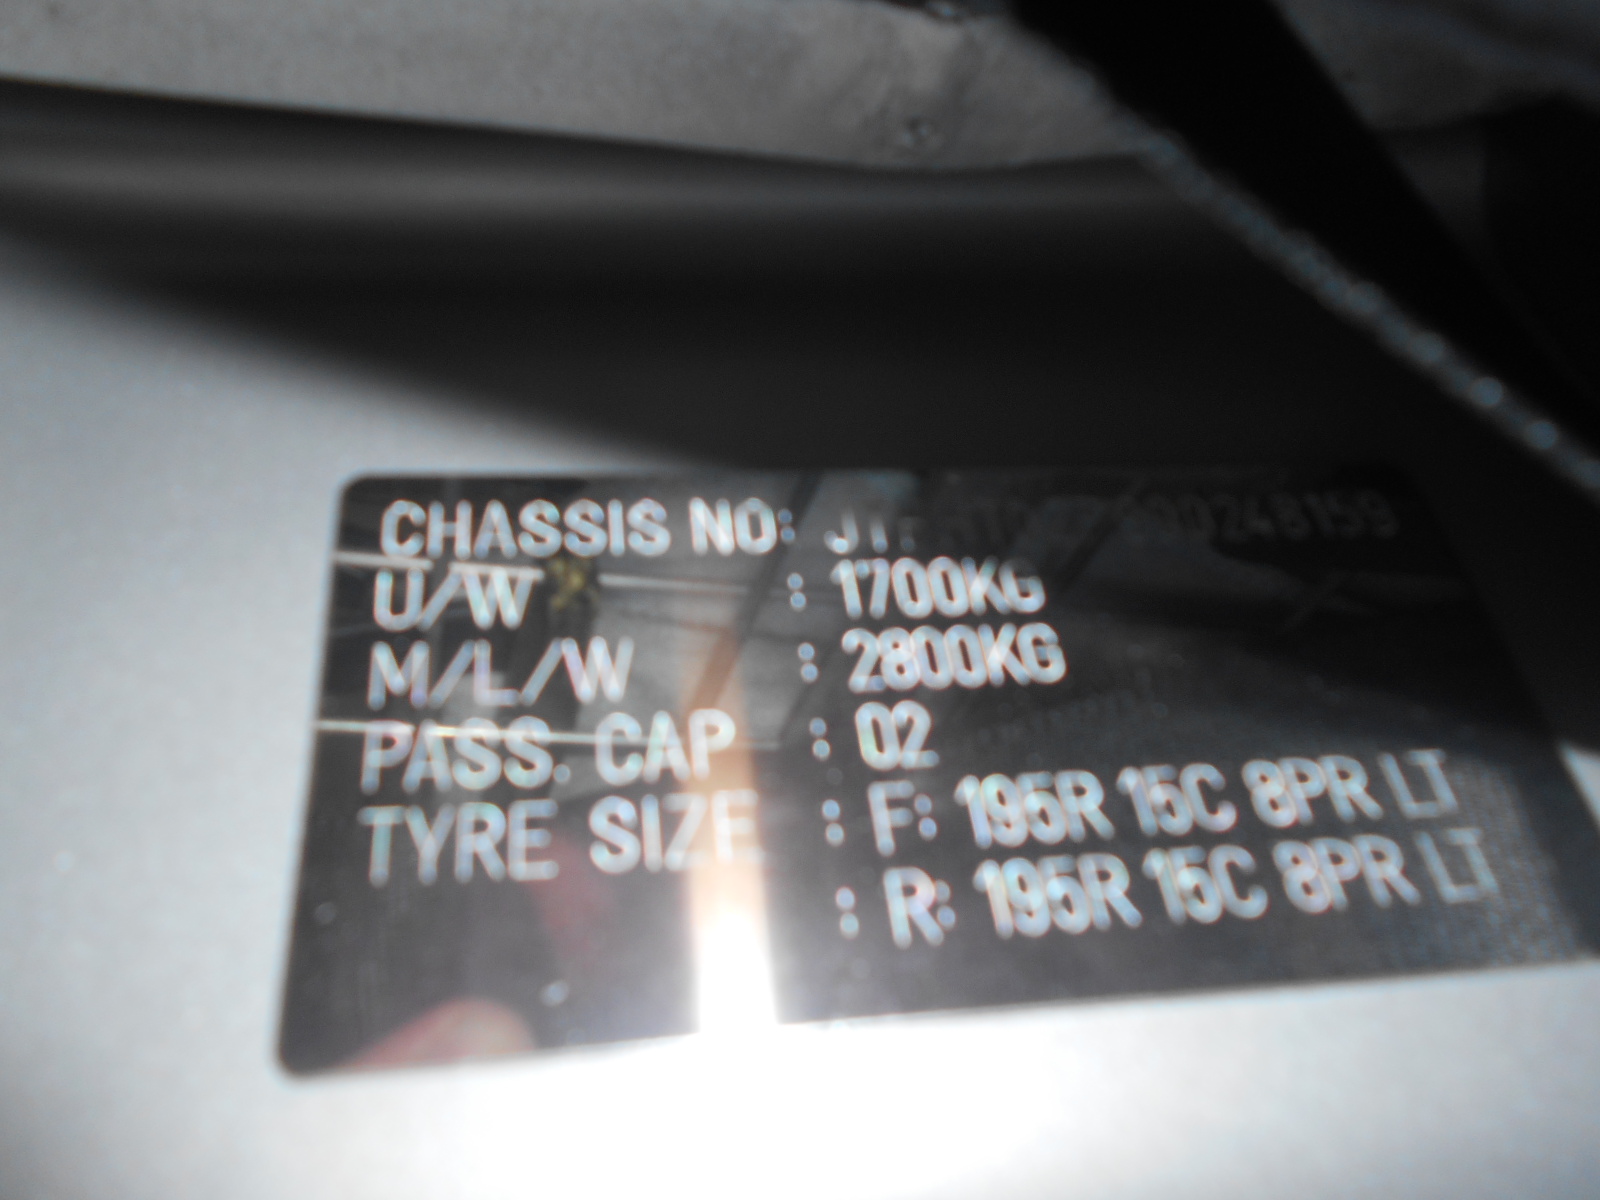 CHASSIS NO:
U/W : 1700KG
M/L/W : 2800KG
PASS. CAP : 02
TYRE SIZE : F: 195R 15C 8PR LT
: R: 195R 15C 8PR LT